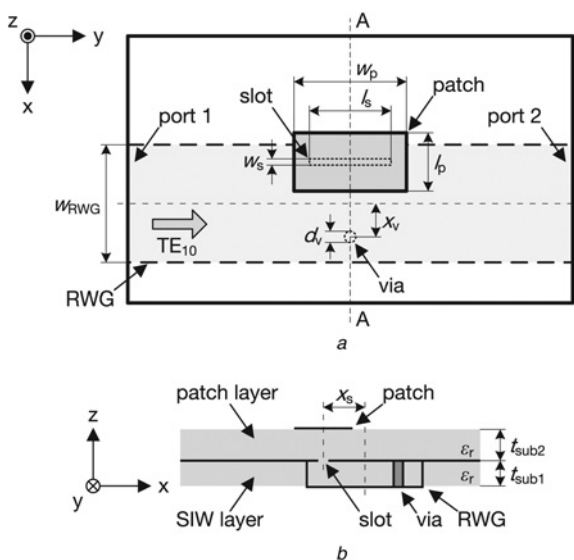 z
A
y
x
w_p
slot
l_s
patch
port 1
port 2
w_s
l_p
w_RWG
x_v
TE_10
d_v
via
RWG
A
a
patch layer
x_s
patch
z
ε_r
t_sub2
ε_r
t_sub1
y
x
SIW layer
slot
via
RWG
b